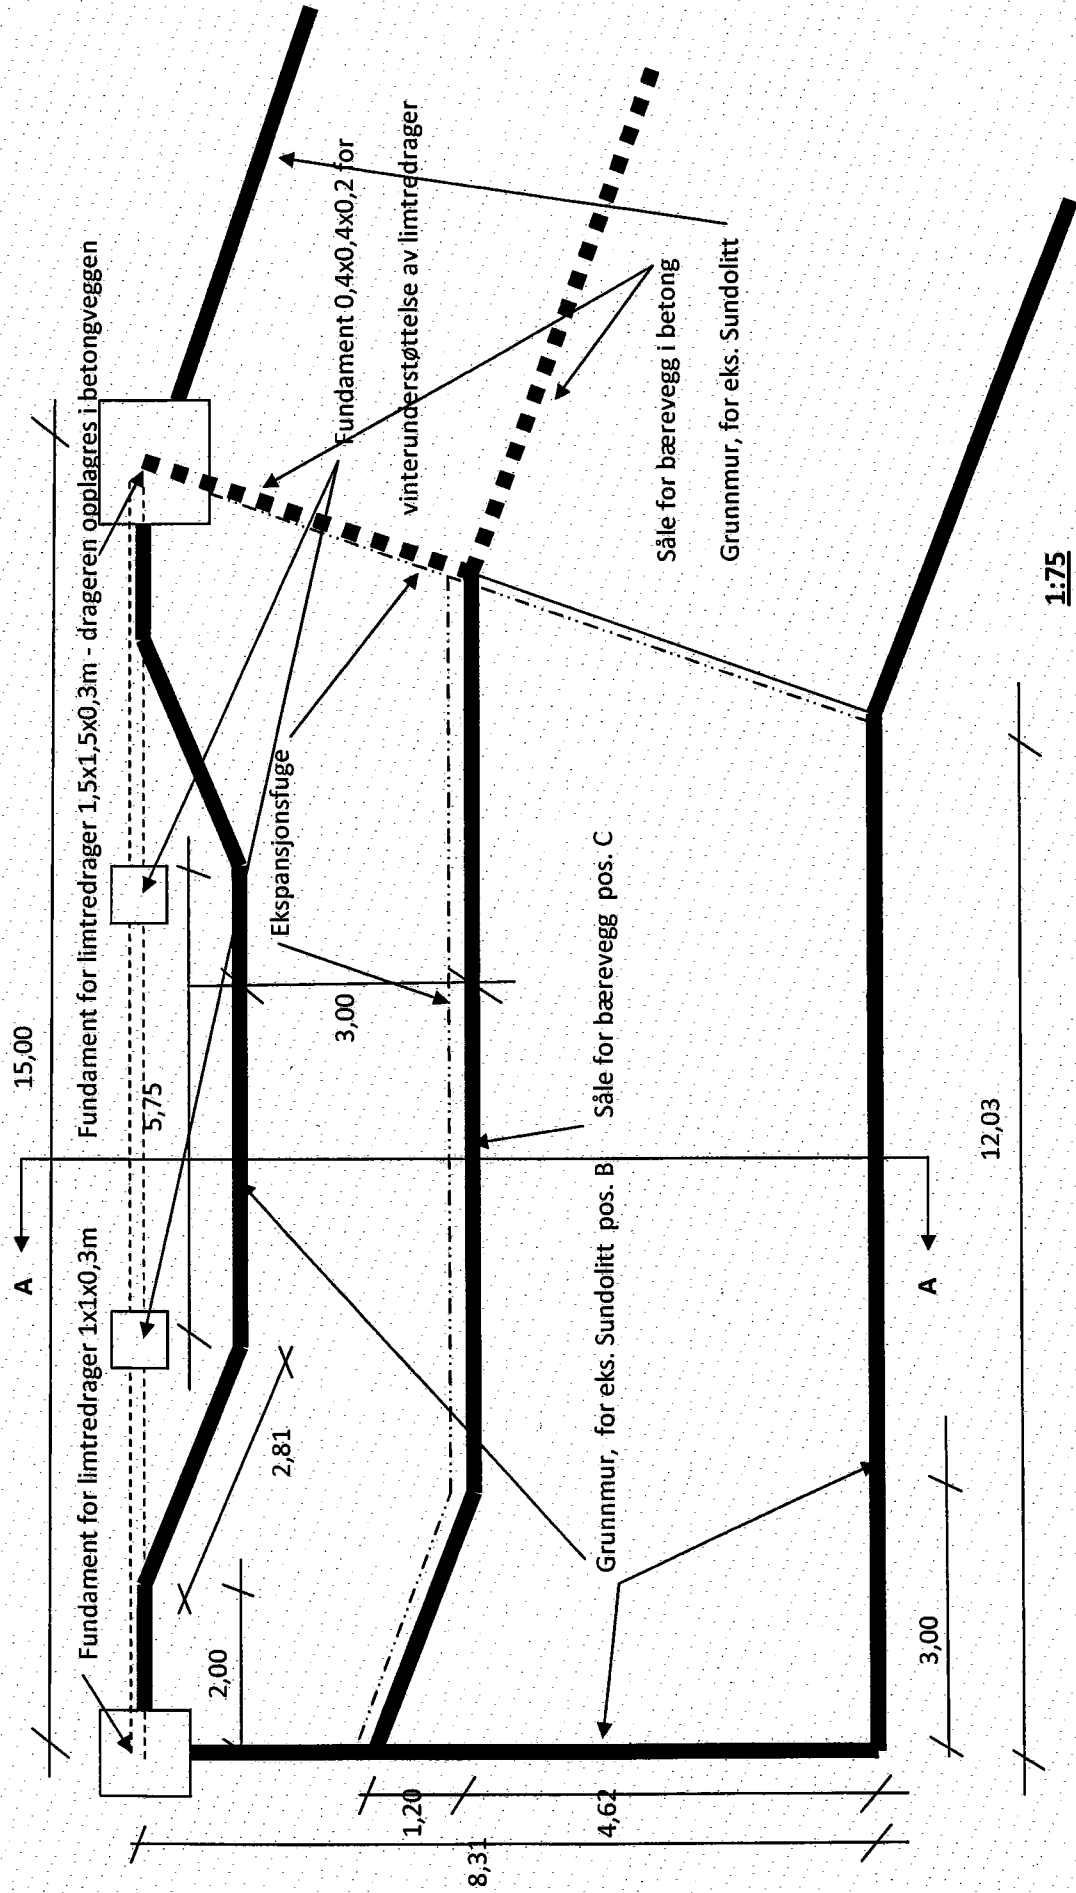 15,00
A
Fundament for limtredrager 1x1x0,3m
Fundament for limtredrager 1,5x1,5x0,3m - drageren opplagres i betongveggen
5,75
Fundament 0,4x0,4x0,2 for
vinterunderstøttelse av limtredrager
2,00
2,81
Ekspansjonsfuge
3,00
1,20
8,31
4,62
Grunnmur, for eks. Sundolitt pos. B
Såle for bærevegg pos. C
Såle for bærevegg i betong
Grunnmur, for eks. Sundolitt
A
3,00
12,03
1:75